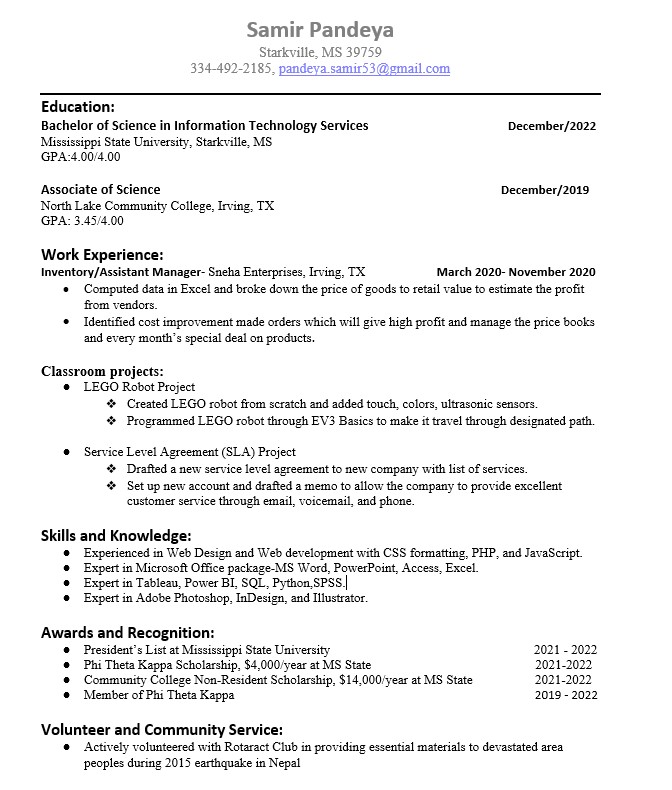 Samir Pandeya
Starkville, MS 39759
334-492-2185, pandeya.samir53@gmail.com
Education:
Bachelor of Science in Information Technology Services December/2022
Mississippi State University, Starkville, MS
GPA:4.00/4.00
Associate of Science December/2019
North Lake Community College, Irving, TX
GPA: 3.45/4.00
Work Experience:
Inventory/Assistant Manager- Sneha Enterprises, Irving, TX March 2020- November 2020
• Computed data in Excel and broke down the price of goods to retail value to estimate the profit
from vendors.
• Identified cost improvement made orders which will give high profit and manage the price books
and every month’s special deal on products.
Classroom projects:
• LEGO Robot Project
❖ Created LEGO robot from scratch and added touch, colors, ultrasonic sensors.
❖ Programmed LEGO robot through EV3 Basics to make it travel through designated path.
• Service Level Agreement (SLA) Project
❖ Drafted a new service level agreement to new company with list of services.
❖ Set up new account and drafted a memo to allow the company to provide excellent
customer service through email, voicemail, and phone.
Skills and Knowledge:
• Experienced in Web Design and Web development with CSS formatting, PHP, and JavaScript.
• Expert in Microsoft Office package-MS Word, PowerPoint, Access, Excel.
• Expert in Tableau, Power BI, SQL, Python,SPSS.
• Expert in Adobe Photoshop, InDesign, and Illustrator.
Awards and Recognition:
• President’s List at Mississippi State University 2021 - 2022
• Phi Theta Kappa Scholarship, $4,000/year at MS State 2021-2022
• Community College Non-Resident Scholarship, $14,000/year at MS State 2021-2022
• Member of Phi Theta Kappa 2019 - 2022
Volunteer and Community Service:
• Actively volunteered with Rotaract Club in providing essential materials to devastated area
peoples during 2015 earthquake in Nepal